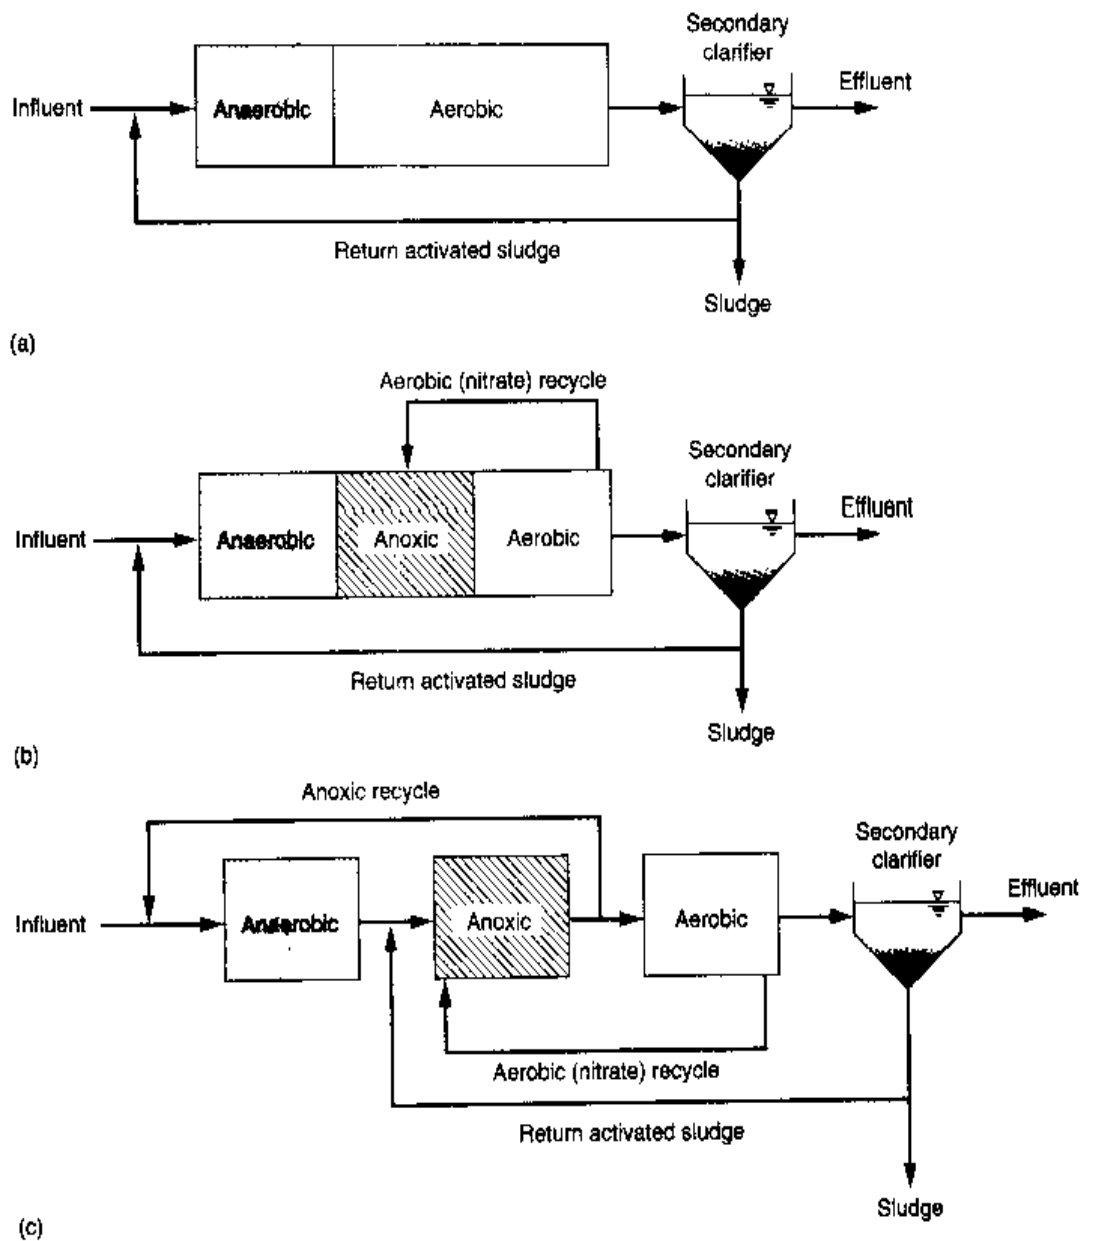 Secondary
clarifier
Influent
Anaerobic
Aerobic
Effluent
Return activated sludge
Sludge
(a)
Aerobic (nitrate) recycle
Secondary
clarifier
Influent
Anaerobic
Anoxic
Aerobic
Effluent
Return activated sludge
Sludge
(b)
Anoxic recycle
Secondary
clarifier
Influent
Anaerobic
Anoxic
Aerobic
Effluent
Aerobic (nitrate) recycle
Return activated sludge
Sludge
(c)